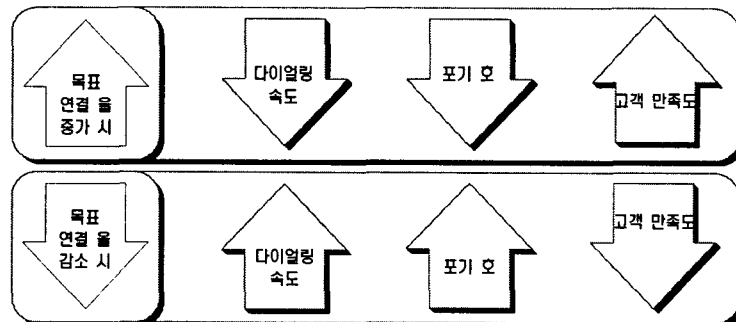 목표
연결 율
증가 시
다이얼링
속도
포기 호
고객 만족도
목표
연결 율
감소 시
다이얼링
속도
포기 호
고객 만족도